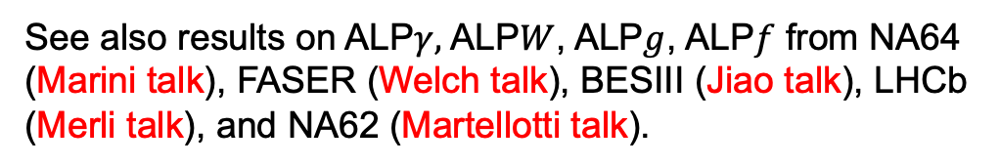 See also results on ALP𝛾, ALP𝑊, ALP𝑔, ALP𝑓 from NA64
(Marini talk), FASER (Welch talk), BESIII (Jiao talk), LHCb
(Merli talk), and NA62 (Martellotti talk).